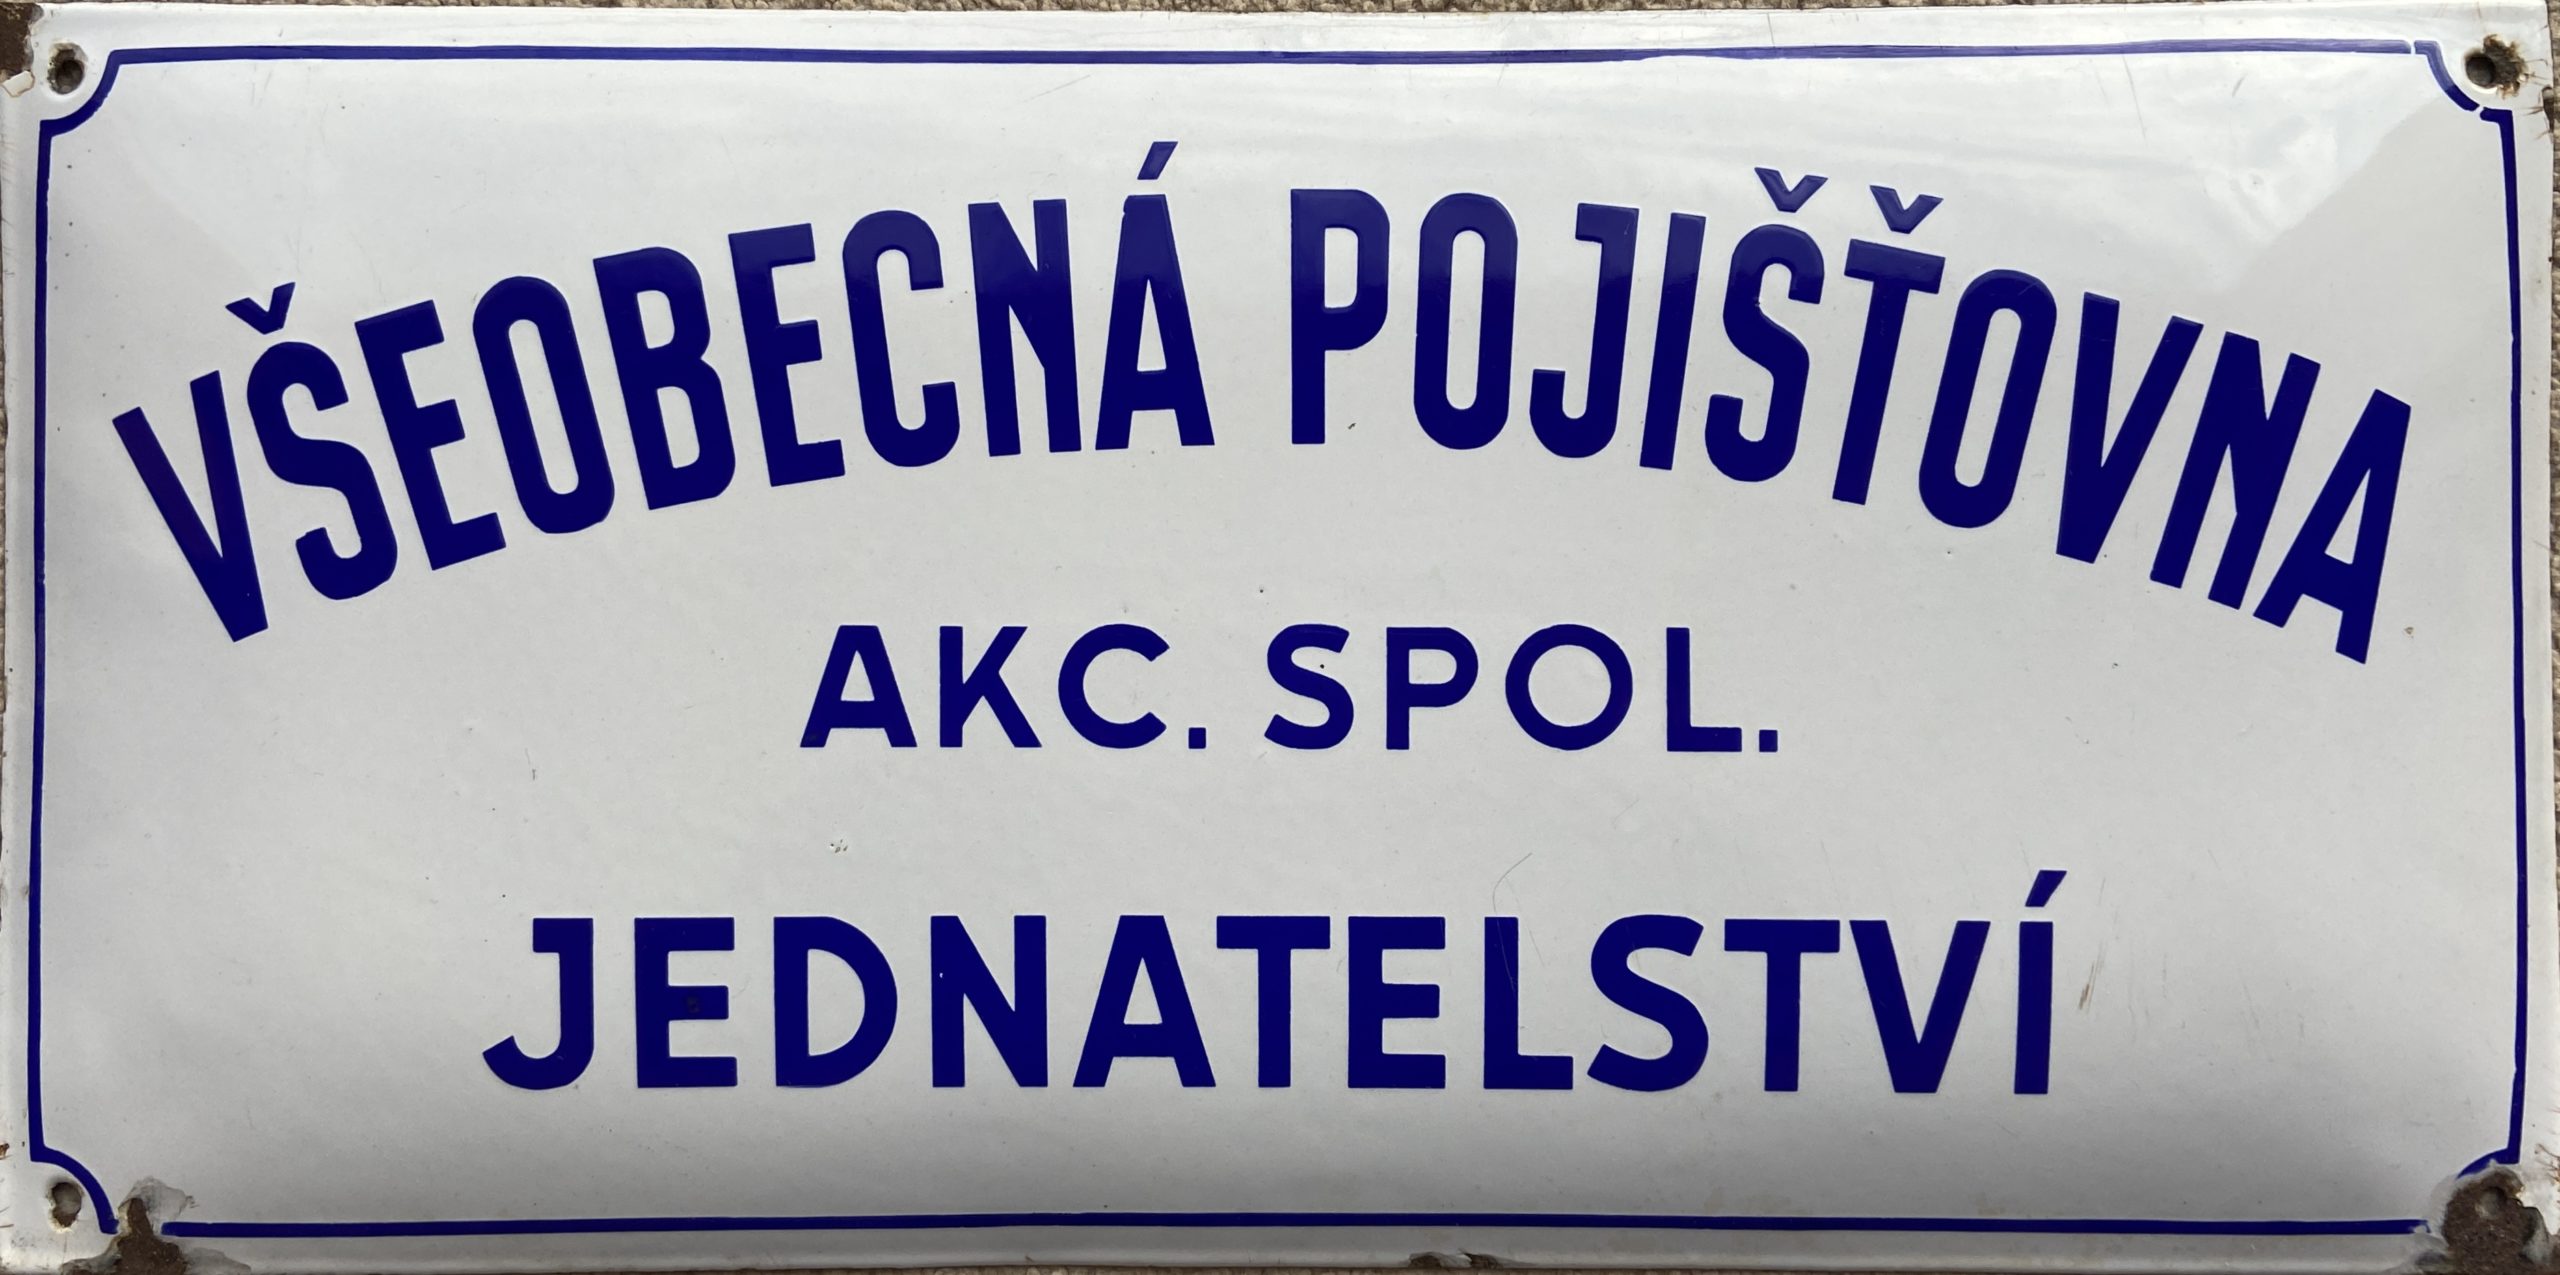 VŠEOBECNÁ POJIŠŤOVNA
AKC. SPOL.
JEDNATELSTVÍ